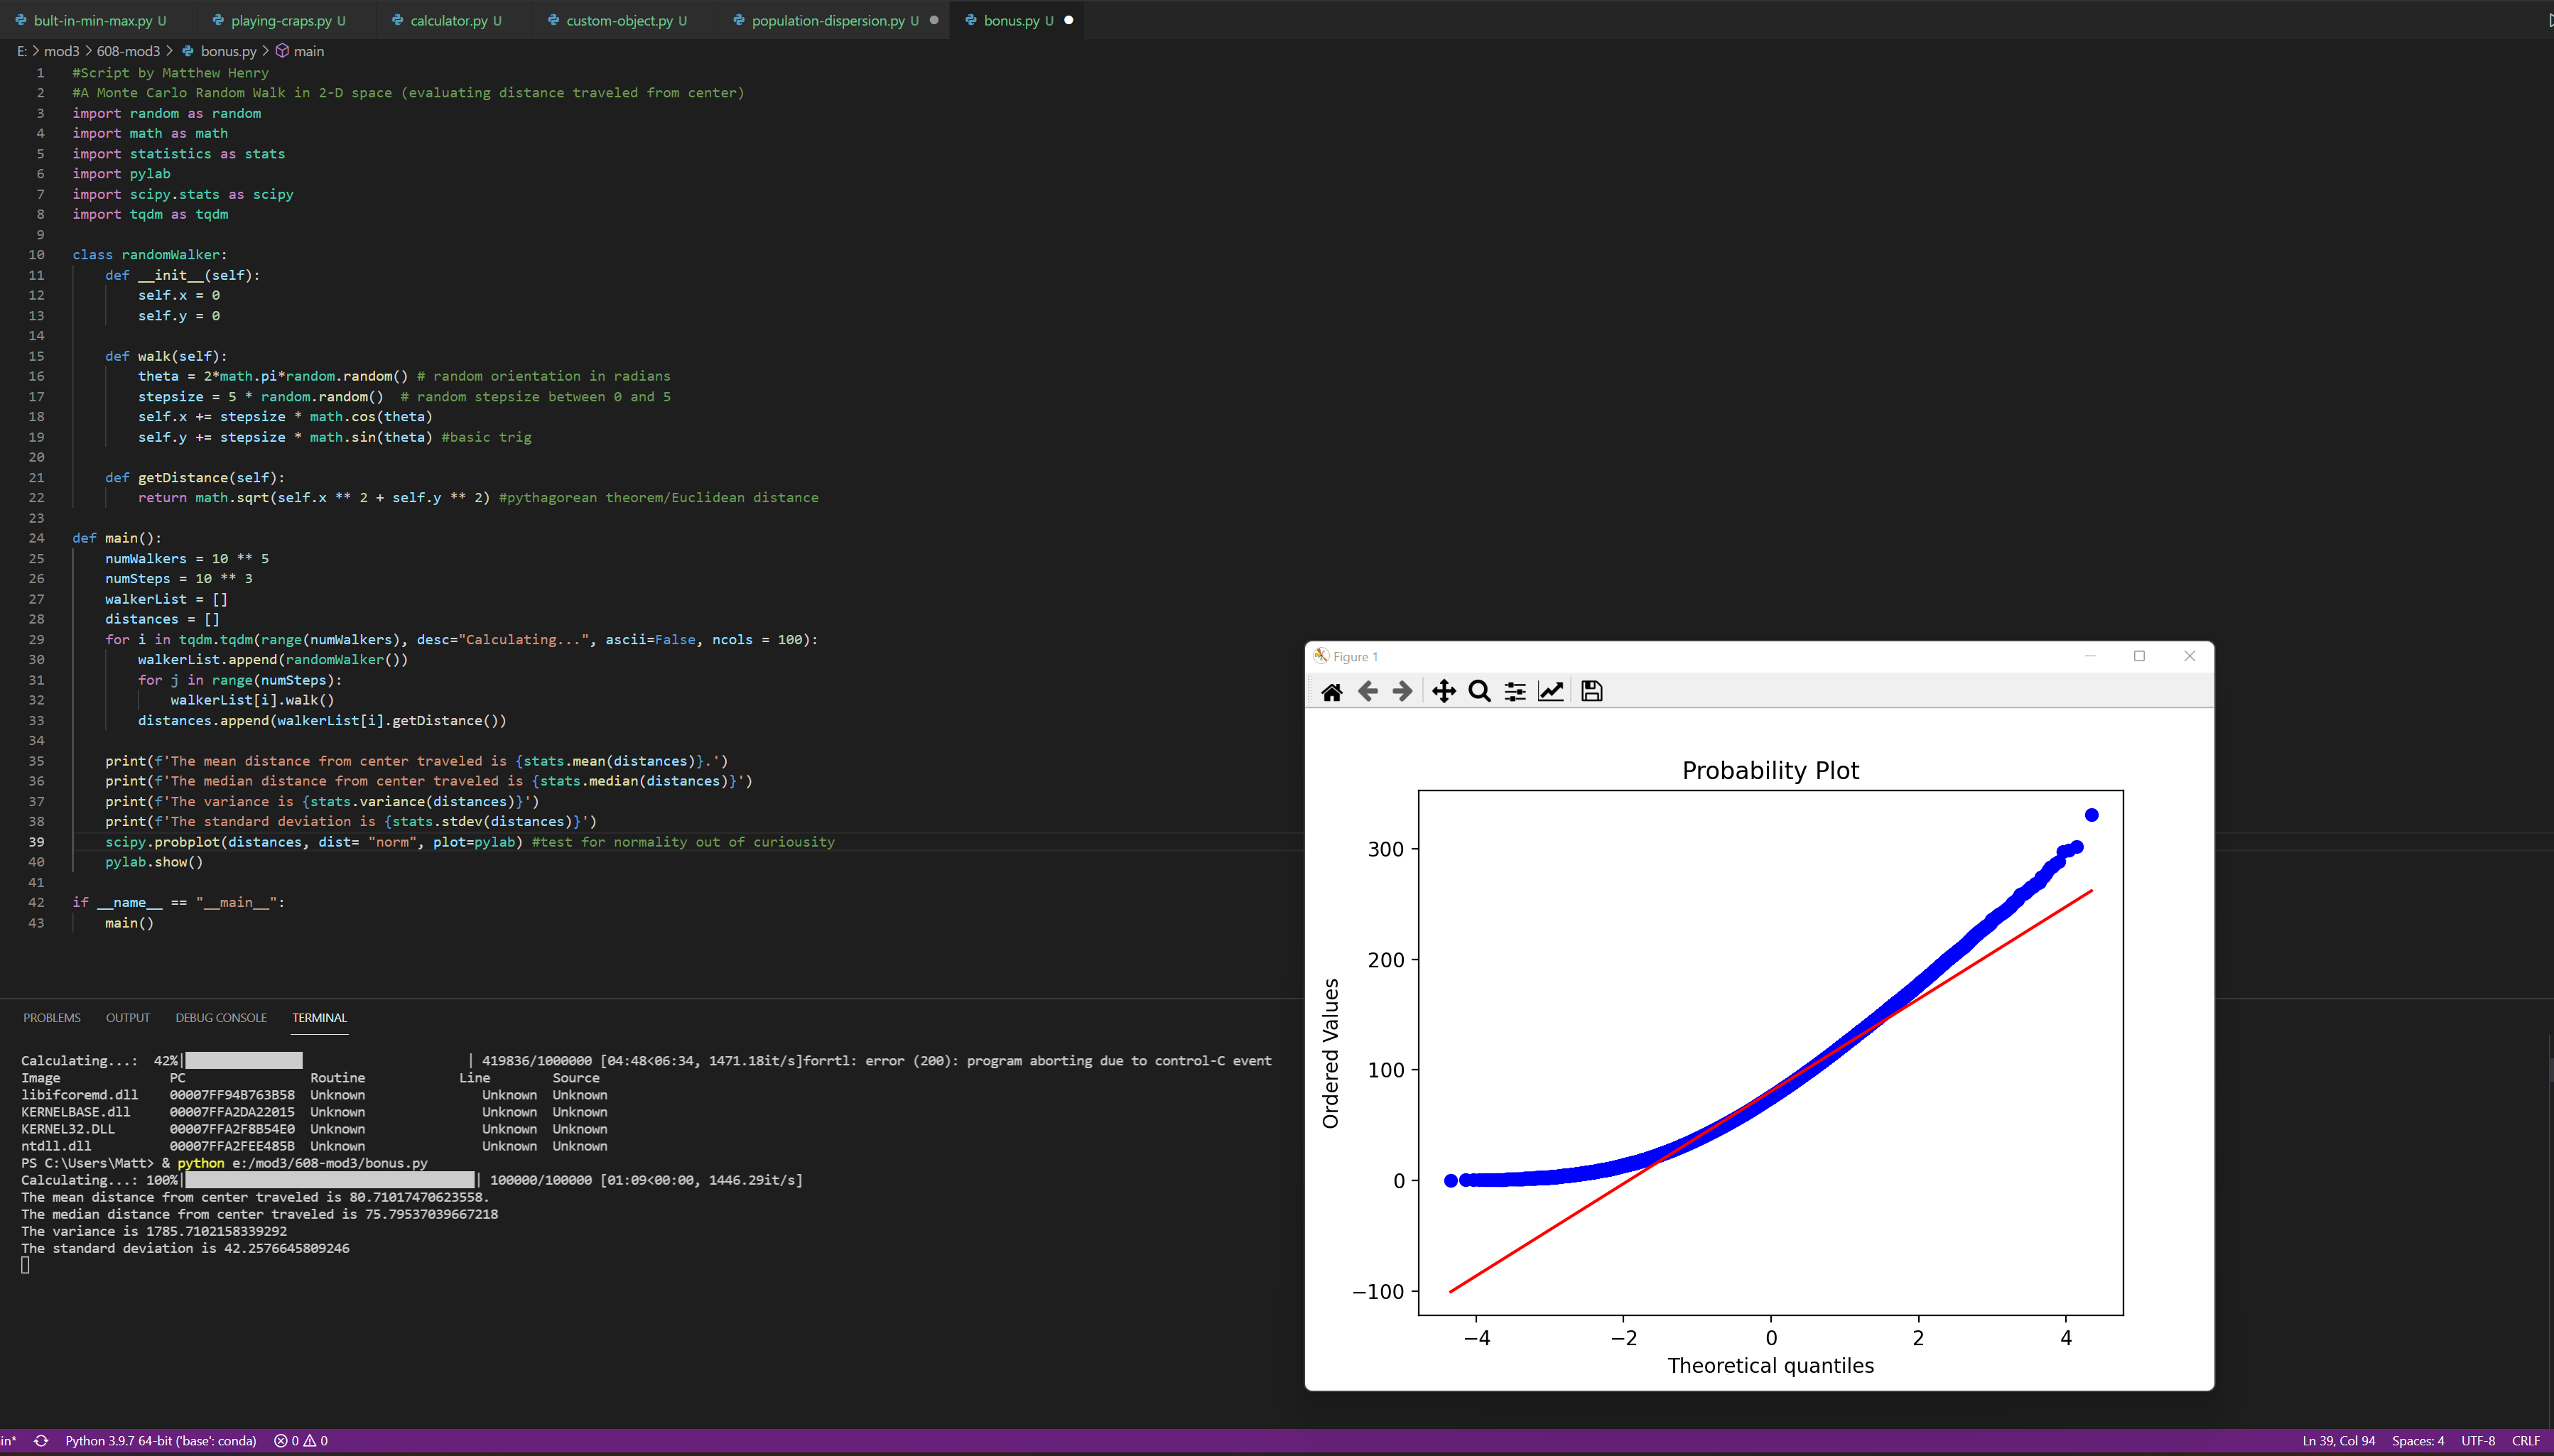 bult-in-min-max.py U playing-craps.py U calculator.py U custom-object.py U population-dispersion.py U bonus.py U
E: > mod3 > 608-mod3 > bonus.py > main
1 #Script by Matthew Henry
2 #A Monte Carlo Random Walk in 2-D space (evaluating distance traveled from center)
3 import random as random
4 import math as math
5 import statistics as stats
6 import pylab
7 import scipy.stats as scipy
8 import tqdm as tqdm
9
10 class randomWalker:
11     def __init__(self):
12         self.x = 0
13         self.y = 0
14
15     def walk(self):
16         theta = 2*math.pi*random.random() # random orientation in radians
17         stepsize = 5 * random.random()  # random stepsize between 0 and 5
18         self.x += stepsize * math.cos(theta)
19         self.y += stepsize * math.sin(theta) #basic trig
20
21     def getDistance(self):
22         return math.sqrt(self.x ** 2 + self.y ** 2) #pythagorean theorem/Euclidean distance
23
24 def main():
25     numWalkers = 10 ** 5
26     numSteps = 10 ** 3
27     walkerList = []
28     distances = []
29     for i in tqdm.tqdm(range(numWalkers), desc="Calculating...", ascii=False, ncols = 100):
30         walkerList.append(randomWalker())
31         for j in range(numSteps):
32             walkerList[i].walk()
33         distances.append(walkerList[i].getDistance())
34
35     print(f'The mean distance from center traveled is {stats.mean(distances)}.')
36     print(f'The median distance from center traveled is {stats.median(distances)}')
37     print(f'The variance is {stats.variance(distances)}')
38     print(f'The standard deviation is {stats.stdev(distances)}')
39     scipy.probplot(distances, dist= "norm", plot=pylab) #test for normality out of curiousity
40     pylab.show()
41
42 if __name__ == "__main__":
43     main()
Figure 1
Probability Plot
300
200
100
0
−100
Ordered Values
−4 −2 0 2 4
Theoretical quantiles
PROBLEMS OUTPUT DEBUG CONSOLE TERMINAL
Calculating...:  42%| | 419836/1000000 [04:48<06:34, 1471.18it/s]forrtl: error (200): program aborting due to control-C event
Image PC Routine Line Source
libifcoremd.dll 00007FF94B763B58 Unknown Unknown Unknown
KERNELBASE.dll 00007FFA2DA22015 Unknown Unknown Unknown
KERNEL32.DLL 00007FFA2F8B54E0 Unknown Unknown Unknown
ntdll.dll 00007FFA2FEE485B Unknown Unknown Unknown
PS C:\Users\Matt> & python e:/mod3/608-mod3/bonus.py
Calculating...: 100%| | 100000/100000 [01:09<00:00, 1446.29it/s]
The mean distance from center traveled is 80.71017470623558.
The median distance from center traveled is 75.79537039667218
The variance is 1785.7102158339292
The standard deviation is 42.2576645809246
in* Python 3.9.7 64-bit ('base': conda) 0 0 Ln 39, Col 94 Spaces: 4 UTF-8 CRLF